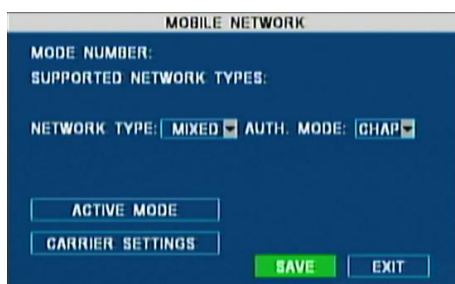 MOBILE NETWORK
MODE NUMBER:
SUPPORTED NETWORK TYPES:
NETWORK TYPE: MIXED AUTH. MODE: CHAP
ACTIVE MODE
CARRIER SETTINGS
SAVE EXIT